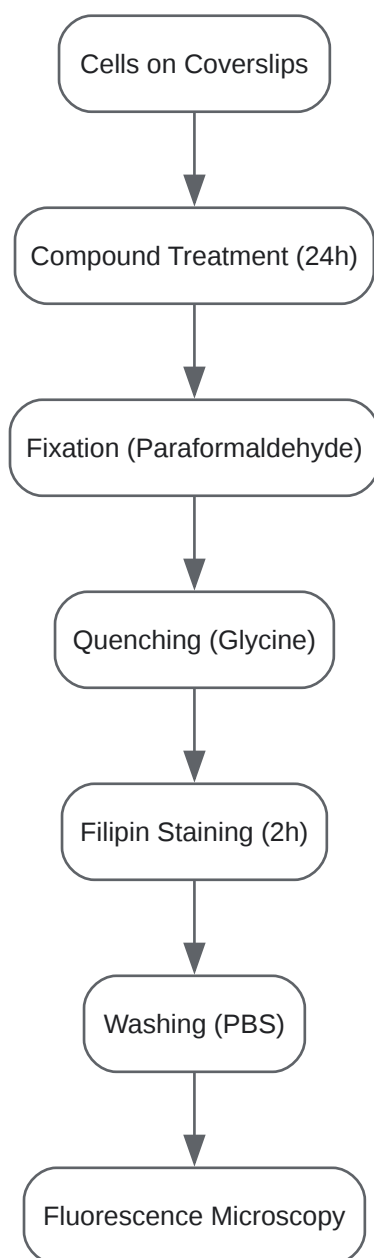 Cells on Coverslips
Compound Treatment (24h)
Fixation (Paraformaldehyde)
Quenching (Glycine)
Filipin Staining (2h)
Washing (PBS)
Fluorescence Microscopy